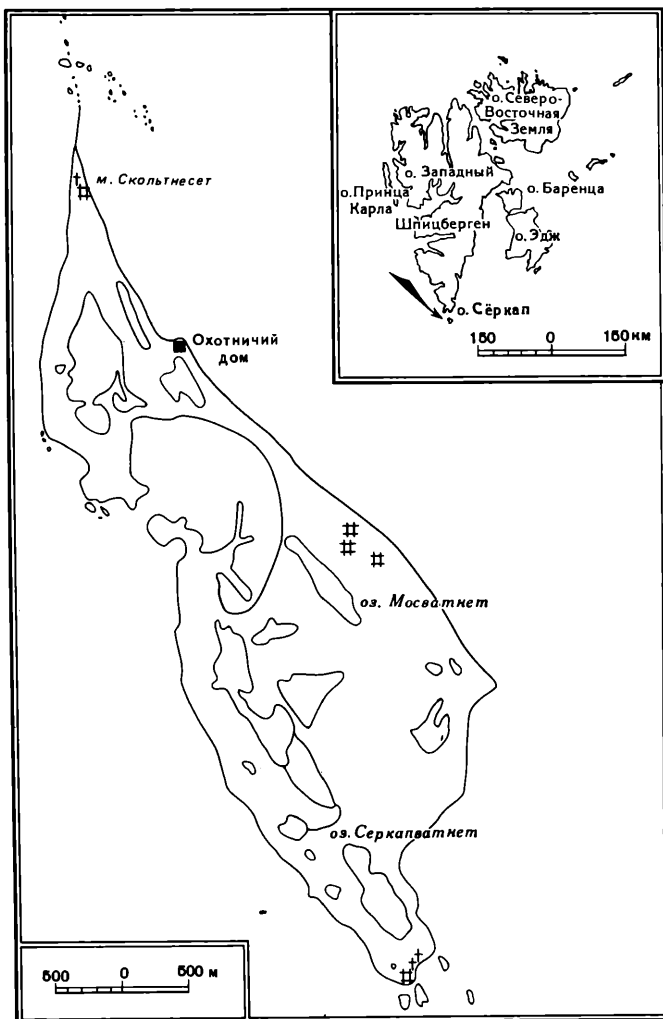 о. Северо-
Восточная
Земля
о. Западный
о. Принца
Карла
о. Баренца
Шпицберген
о. Эдж
о. Сёркап
150 0 150 км
м. Скольтнесет
Охотничий
дом
оз. Мосватнет
оз. Серкапватнет
500 0 500 м